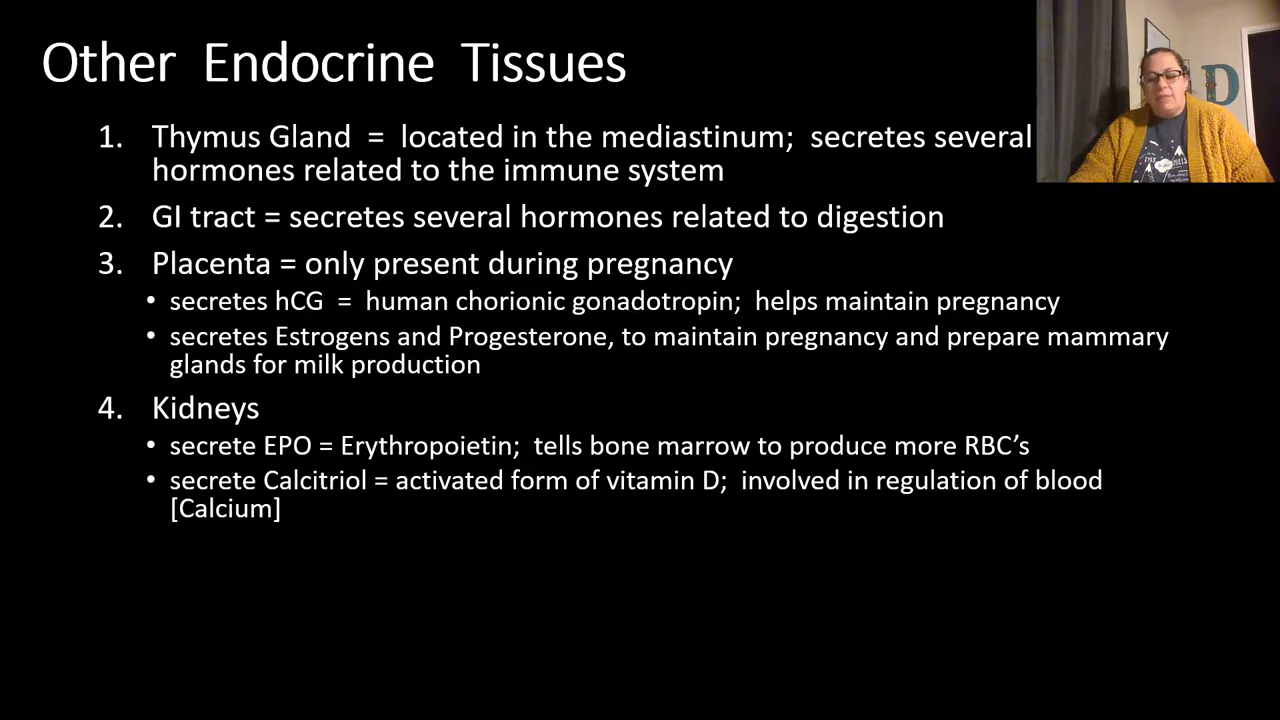 Other Endocrine Tissues
1. Thymus Gland = located in the mediastinum; secretes several
hormones related to the immune system
2. GI tract = secretes several hormones related to digestion
3. Placenta = only present during pregnancy
• secretes hCG = human chorionic gonadotropin; helps maintain pregnancy
• secretes Estrogens and Progesterone, to maintain pregnancy and prepare mammary
glands for milk production
4. Kidneys
• secrete EPO = Erythropoietin; tells bone marrow to produce more RBC’s
• secrete Calcitriol = activated form of vitamin D; involved in regulation of blood
[Calcium]
D